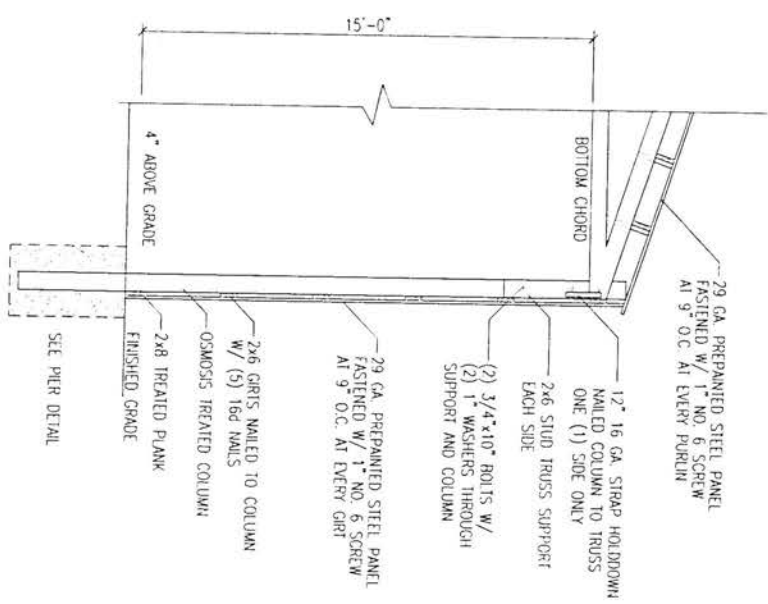 15'-0"
29 GA. PREPAINTED STEEL PANEL
FASTENED W/ 1" NO. 6 SCREW
AT 9" O.C. AT EVERY PURLIN
BOTTOM CHORD
12" 16 GA. STRAP HOLDDOWN
NAILED COLUMN TO TRUSS
ONE (1) SIDE ONLY
2x6 STUD TRUSS SUPPORT
EACH SIDE
(2) 3/4"x10" BOLTS W/
(2) 1" WASHERS THROUGH
SUPPORT AND COLUMN
29 GA. PREPAINTED STEEL PANEL
FASTENED W/ 1" NO. 6 SCREW
AT 9" O.C. AT EVERY GIRT
2x6 GIRTS NAILED TO COLUMN
W/ (5) 16d NAILS
OSMOSIS TREATED COLUMN
2x8 TREATED PLANK
FINISHED GRADE
4" ABOVE GRADE
SEE PIER DETAIL